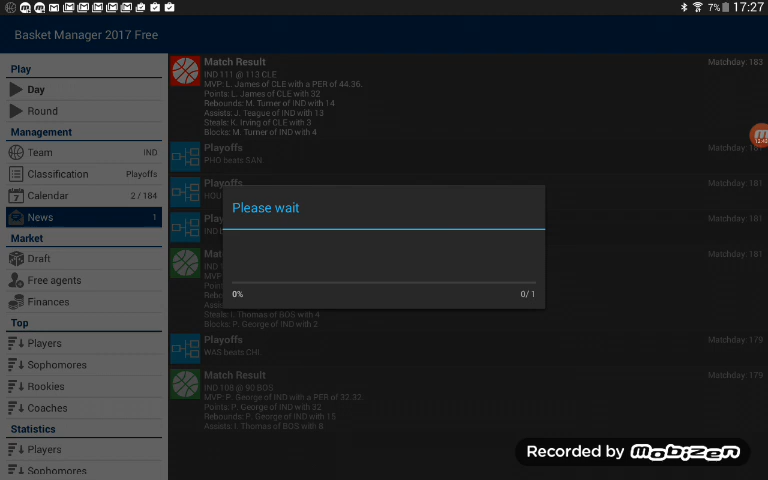 7% 17:27
Basket Manager 2017 Free
Play
Day
Round
Management
Team IND
Classification Playoffs
Calendar 2 / 184
News 1
Market
Draft
Free agents
Finances
Top
Players
Sophomores
Rookies
Coaches
Statistics
Players
Sophomores
Match Result Matchday: 183
IND 111 @ 113 CLE
MVP: L. James of CLE with a PER of 44.36.
Points: L. James of CLE with 32
Rebounds: M. Turner of IND with 14
Assists: J. Teague of IND with 13
Steals: K. Irving of CLE with 3
Blocks: M. Turner of IND with 4
Playoffs Matchday: 181
PHO beats SAN.
Playoffs Matchday: 181
HOU
Matchday: 181
IND
Matchday: 181
MVP
Steals: I. Thomas of BOS with 4
Blocks: P. George of IND with 2
Playoffs Matchday: 179
WAS beats CHI.
Match Result Matchday: 179
IND 108 @ 90 BOS
MVP: P. George of IND with a PER of 32.32.
Points: P. George of IND with 32
Rebounds: P. George of IND with 15
Assists: I. Thomas of BOS with 8
Please wait
0% 0/ 1
Recorded by mobizen